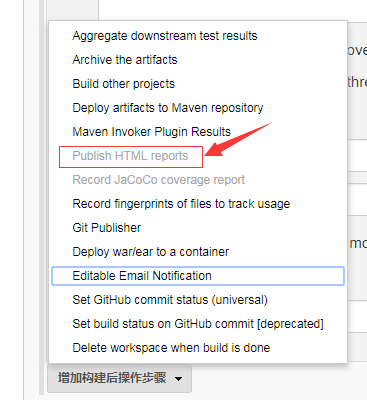 Aggregate downstream test results
Archive the artifacts
ove
Build other projects
thre
Deploy artifacts to Maven repository
Maven Invoker Plugin Results
Publish HTML reports
Record JaCoCo coverage report
Record fingerprints of files to track usage
Git Publisher
mo
Deploy war/ear to a container
Editable Email Notification
Set GitHub commit status (universal)
Set build status on GitHub commit [deprecated]
Delete workspace when build is done
增加构建后操作步骤